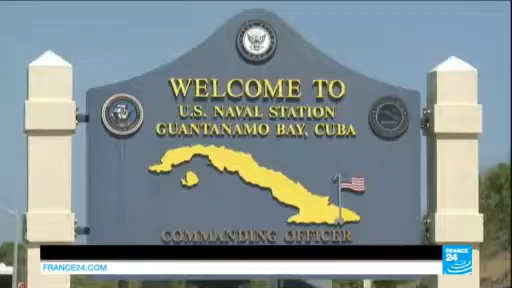 WELCOME TO
U.S. NAVAL STATION
GUANTANAMO BAY, CUBA
COMMANDING OFFICER
FRANCE24.COM
FRANCE
24